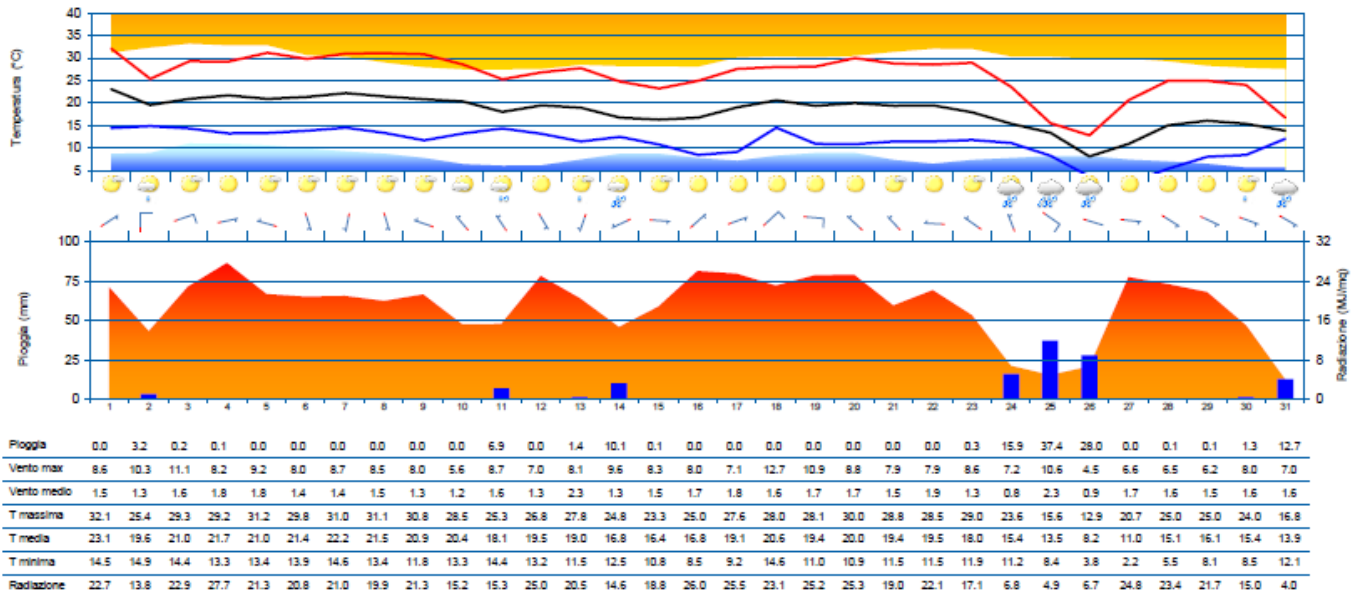 40
35
30
25
20
15
10
5
Temperatura (°C)
100
75
50
25
0
Pioggia (mm)
32
24
16
8
0
Radiazione (MJ/mq)
1 2 3 4 5 6 7 8 9 10 11 12 13 14 15 16 17 18 19 20 21 22 23 24 25 26 27 28 29 30 31
Pioggia 0.0 3.2 0.2 0.1 0.0 0.0 0.0 0.0 0.0 0.0 6.9 0.0 1.4 10.1 0.1 0.0 0.0 0.0 0.0 0.0 0.0 0.0 0.3 15.9 37.4 28.0 0.0 0.1 0.1 1.3 12.7
Vento max 8.6 10.3 11.1 8.2 9.2 8.0 8.7 8.5 8.0 5.6 8.7 7.0 8.1 9.6 8.3 8.0 7.1 12.7 10.9 8.8 7.9 7.9 8.6 7.2 10.6 4.5 6.6 6.5 6.2 8.0 7.0
Vento medio 1.5 1.3 1.6 1.8 1.8 1.4 1.4 1.5 1.3 1.2 1.6 1.3 2.3 1.3 1.5 1.7 1.8 1.6 1.7 1.7 1.5 1.9 1.3 0.8 2.3 0.9 1.7 1.6 1.5 1.6 1.6
T massima 32.1 25.4 29.3 29.2 31.2 29.8 31.0 31.1 30.8 28.5 25.3 26.8 27.8 24.8 23.3 25.0 27.6 28.0 28.1 30.0 28.8 28.5 29.0 23.6 15.6 12.9 20.7 25.0 25.0 24.0 16.8
T media 23.1 19.6 21.0 21.7 21.0 21.4 22.2 21.5 20.9 20.4 18.1 19.5 19.0 16.8 16.4 16.8 19.1 20.6 19.4 20.0 19.4 19.5 18.0 15.4 13.5 8.2 11.0 15.1 16.1 15.4 13.9
T minima 14.5 14.9 14.4 13.3 13.4 13.9 14.6 13.4 11.8 13.3 14.4 13.2 11.5 12.5 10.8 8.5 9.2 14.6 11.0 10.9 11.5 11.5 11.9 11.2 8.4 3.8 2.2 5.5 8.1 8.5 12.1
Radiazione 22.7 13.8 22.9 27.7 21.3 20.8 21.0 19.9 21.3 15.2 15.3 25.0 20.5 14.6 18.8 26.0 25.5 23.1 25.2 25.3 19.0 22.1 17.1 6.8 4.9 6.7 24.8 23.4 21.7 15.0 4.0